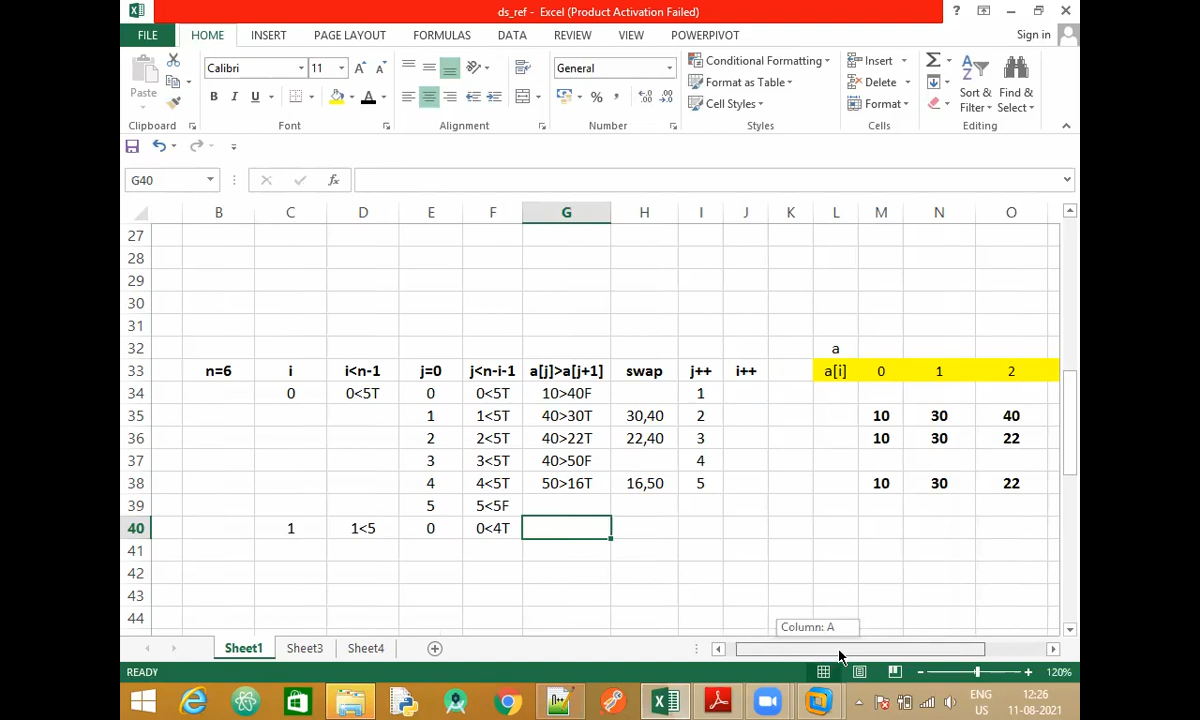 ds_ref - Excel (Product Activation Failed)
FILE HOME INSERT PAGE LAYOUT FORMULAS DATA REVIEW VIEW POWERPIVOT Sign in
Paste
Calibri 11
B I U
General
% ,
Conditional Formatting
Format as Table
Cell Styles
Insert
Delete
Format
Sort & Filter
Find & Select
Clipboard Font Alignment Number Styles Cells Editing
G40
fx
B C D E F G H I J K L M N O
27
28
29
30
31
32 a
33 n=6 i i<n-1 j=0 j<n-i-1 a[j]>a[j+1] swap j++ i++ a[i] 0 1 2
34 0 0<5T 0 0<5T 10>40F 1
35 1 1<5T 40>30T 30,40 2 10 30 40
36 2 2<5T 40>22T 22,40 3 10 30 22
37 3 3<5T 40>50F 4
38 4 4<5T 50>16T 16,50 5 10 30 22
39 5 5<5F
40 1 1<5 0 0<4T
41
42
43
44
Column: A
Sheet1 Sheet3 Sheet4
READY 120%
ENG US
12:26
11-08-2021